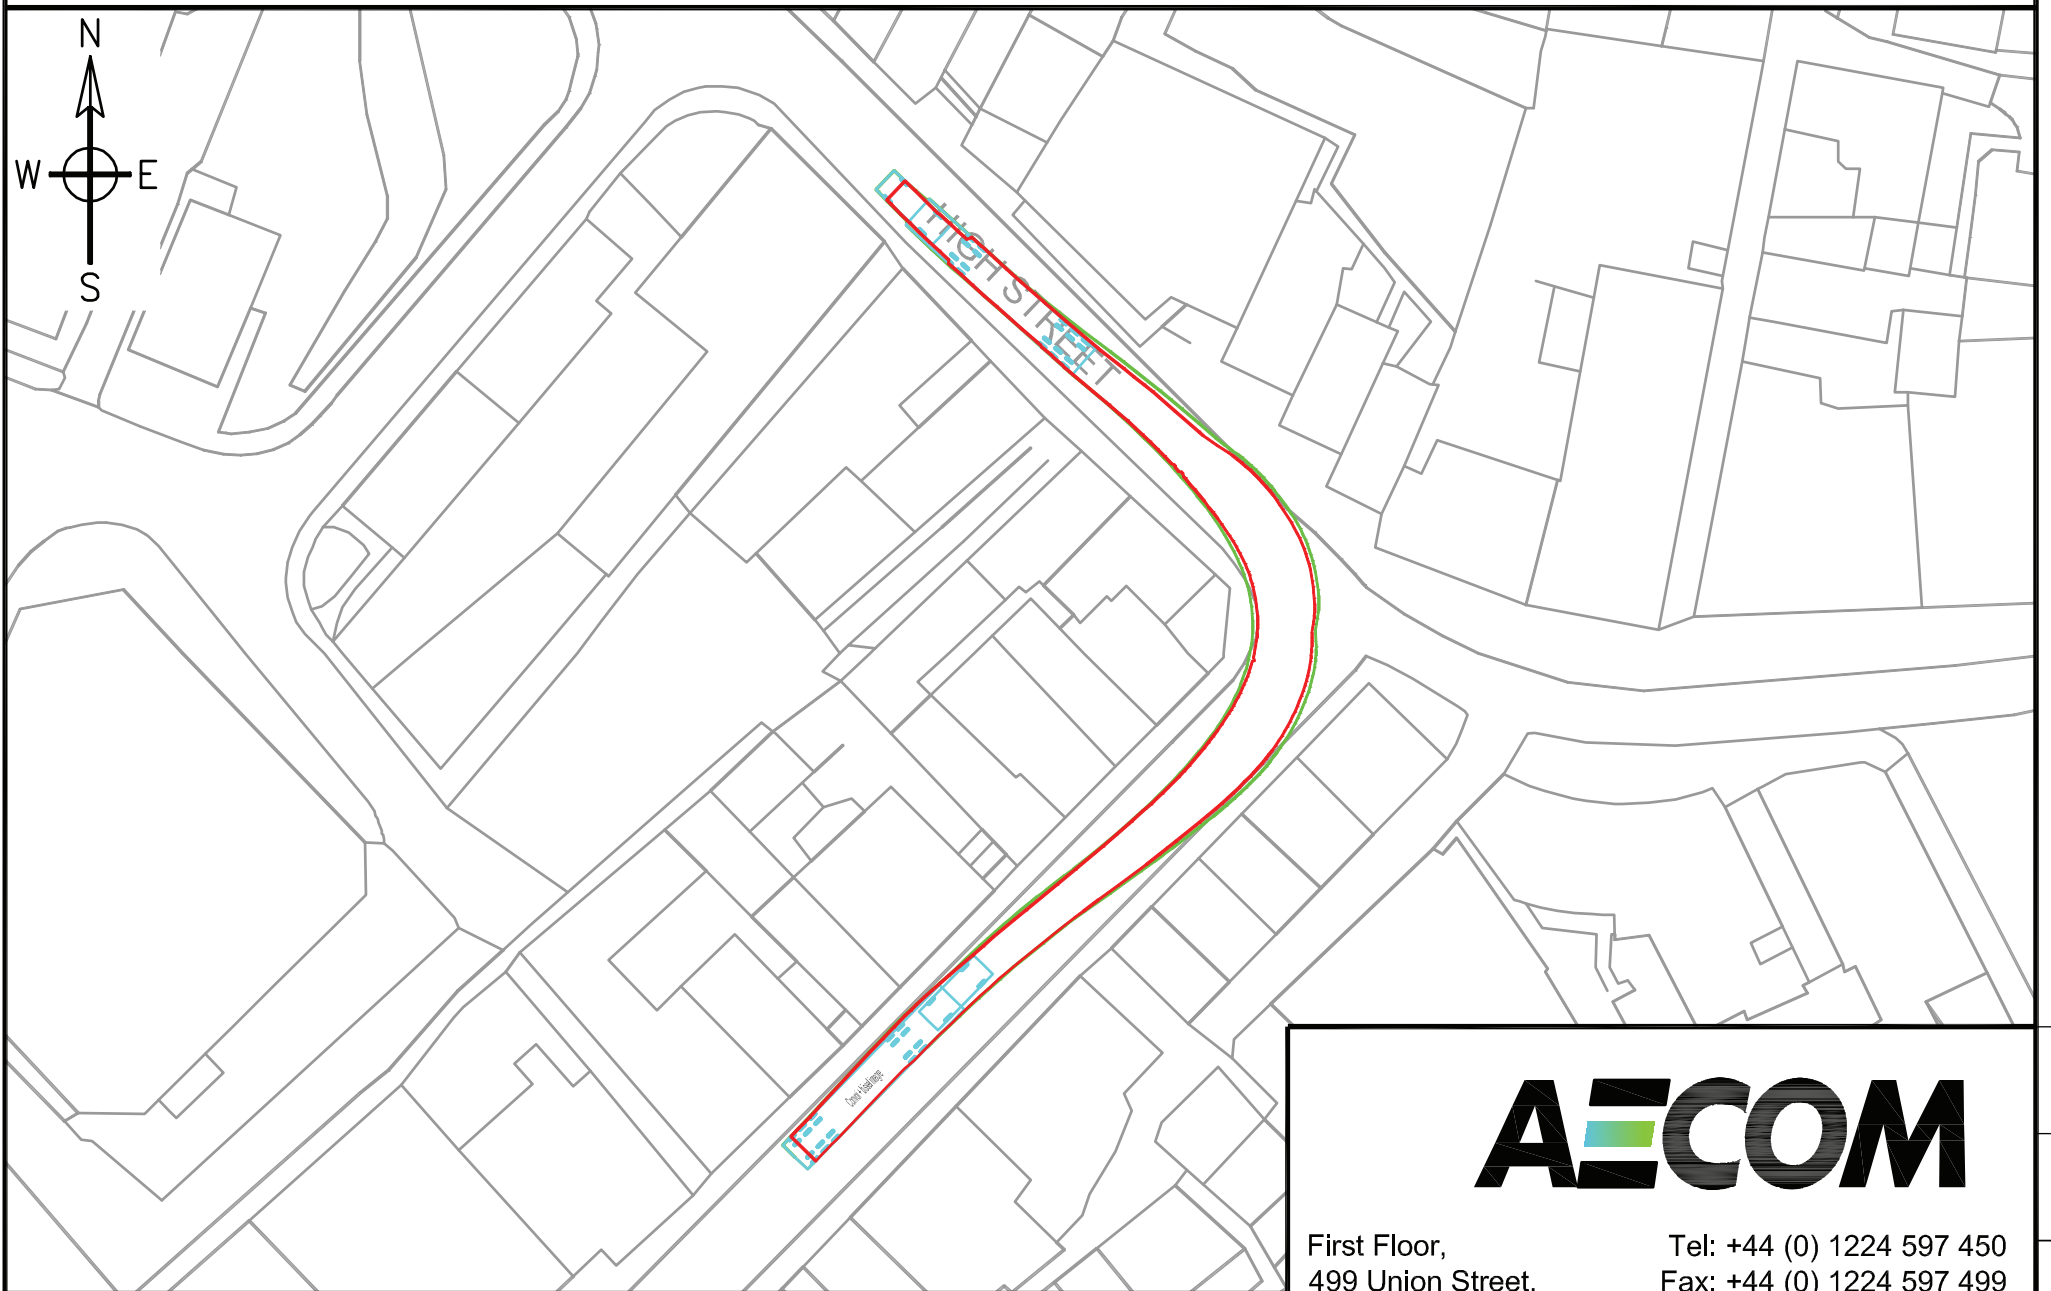 N
W E
S
HIGH STREET
AECOM
First Floor,
Tel: +44 (0) 1224 597 450
499 Union Street,
Fax: +44 (0) 1224 597 499